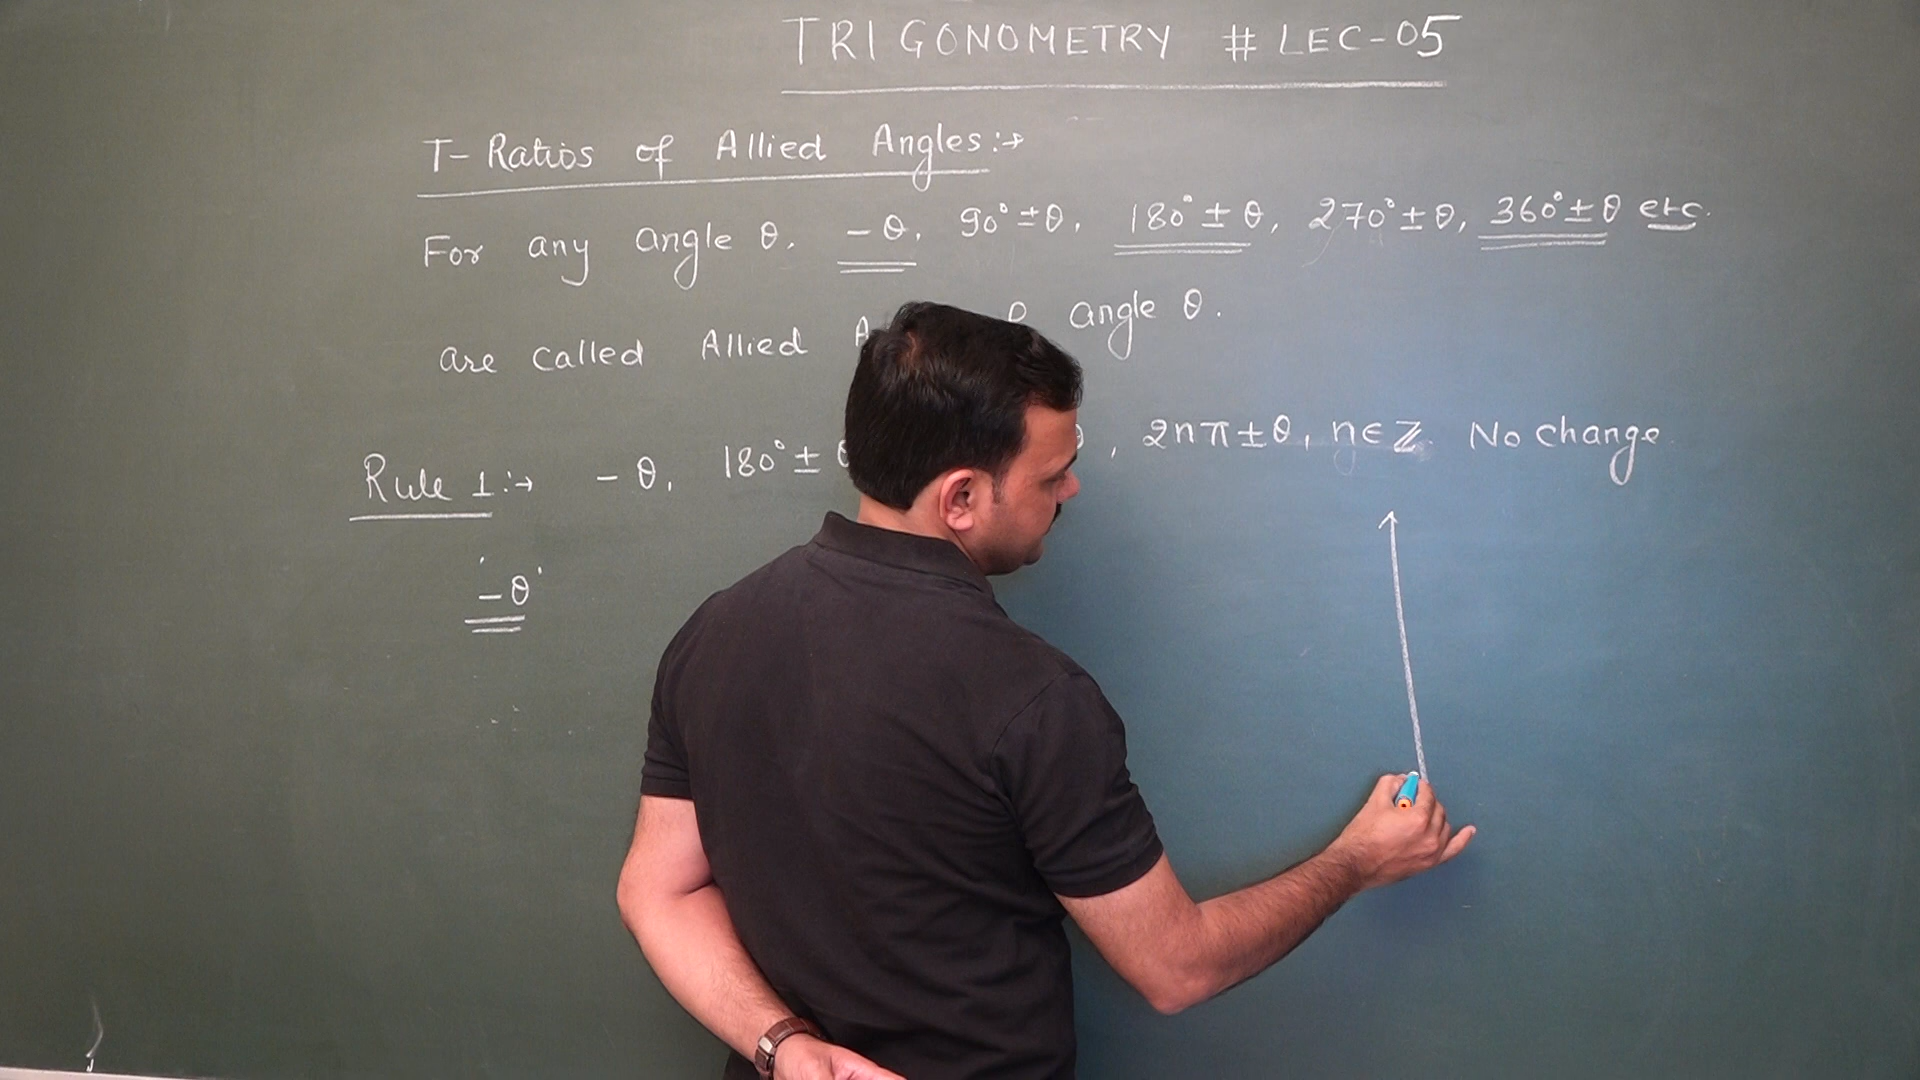 TRIGONOMETRY # LEC-05
T-Ratios of Allied Angles:→
For any angle θ, -θ, 90°±θ, 180°±θ, 270°±θ, 360°±θ etc.
are called Allied angle θ.
Rule 1:→ -θ, 180°± , 2nπ±θ, n∈Z No change
-θ